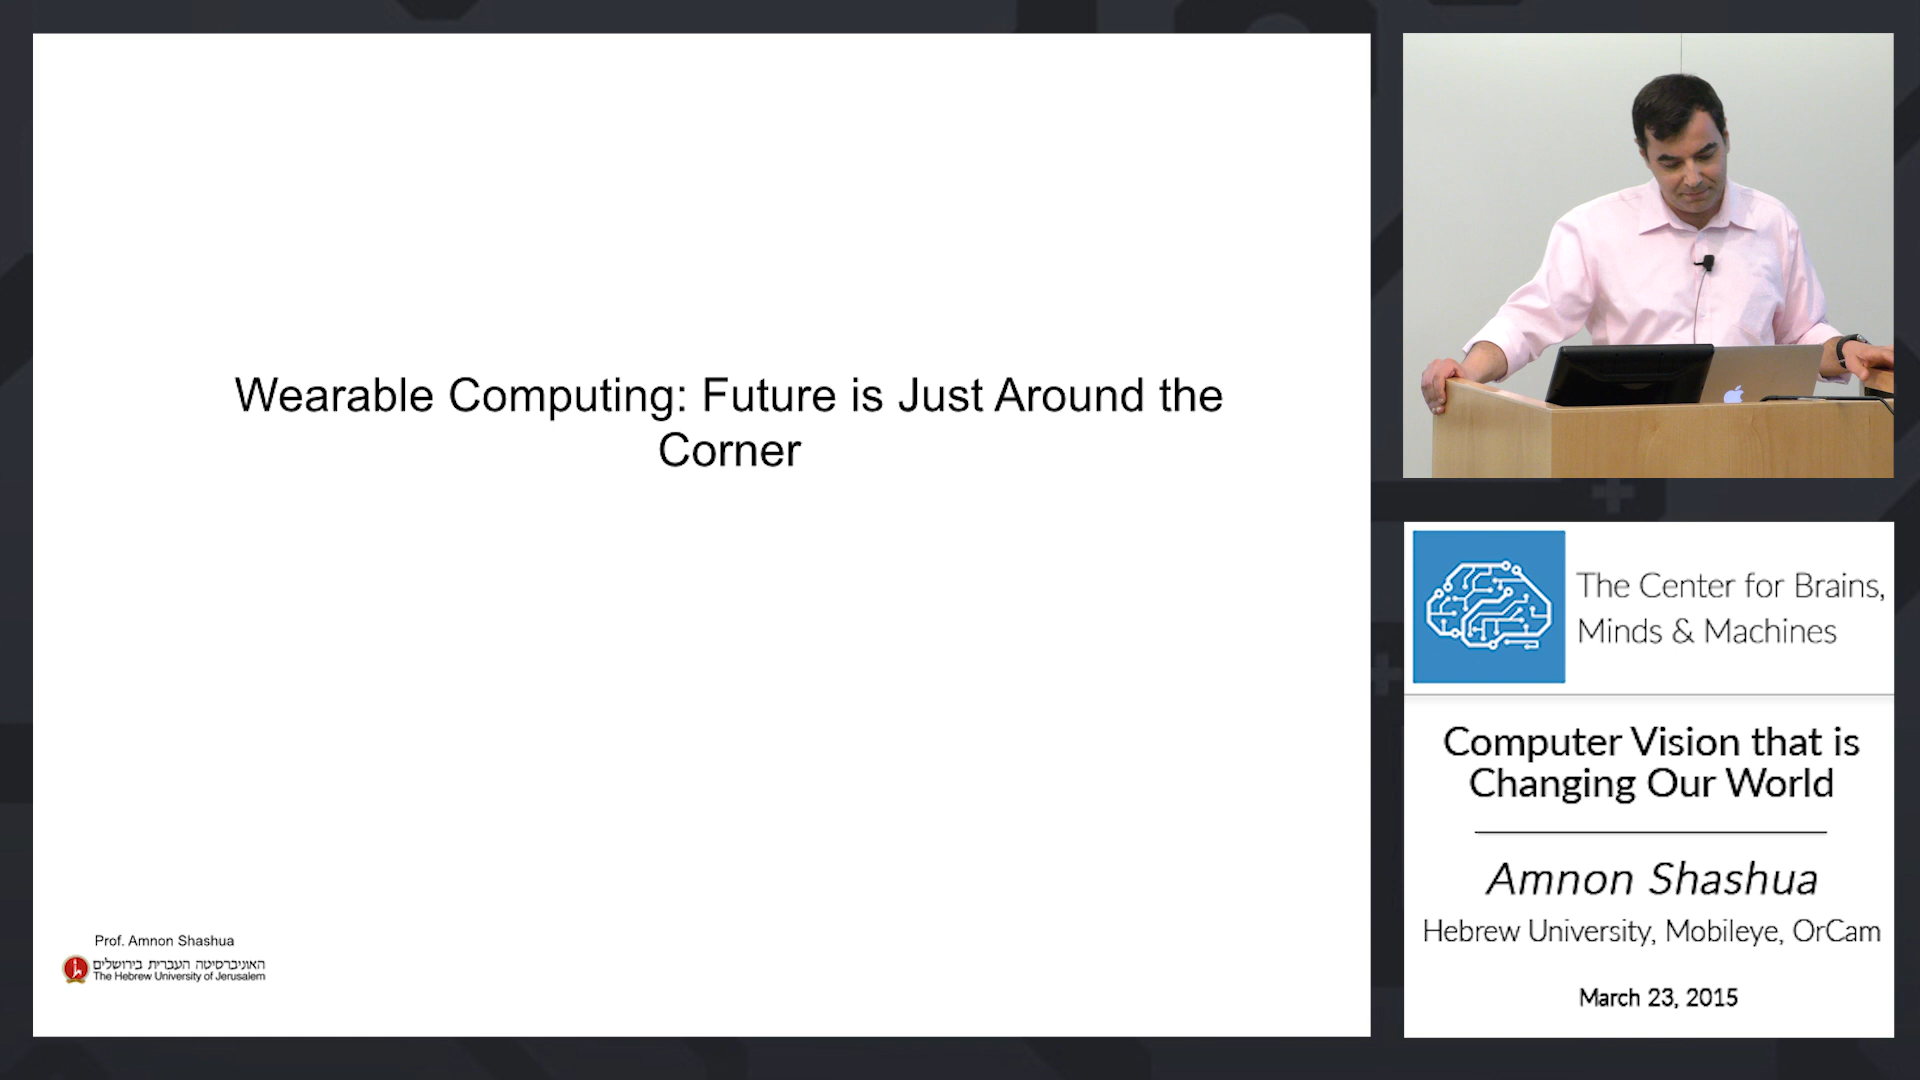 Wearable Computing: Future is Just Around the
Corner
Prof. Amnon Shashua
האוניברסיטה העברית בירושלים
The Hebrew University of Jerusalem
The Center for Brains,
Minds & Machines
Computer Vision that is
Changing Our World
Amnon Shashua
Hebrew University, Mobileye, OrCam
March 23, 2015